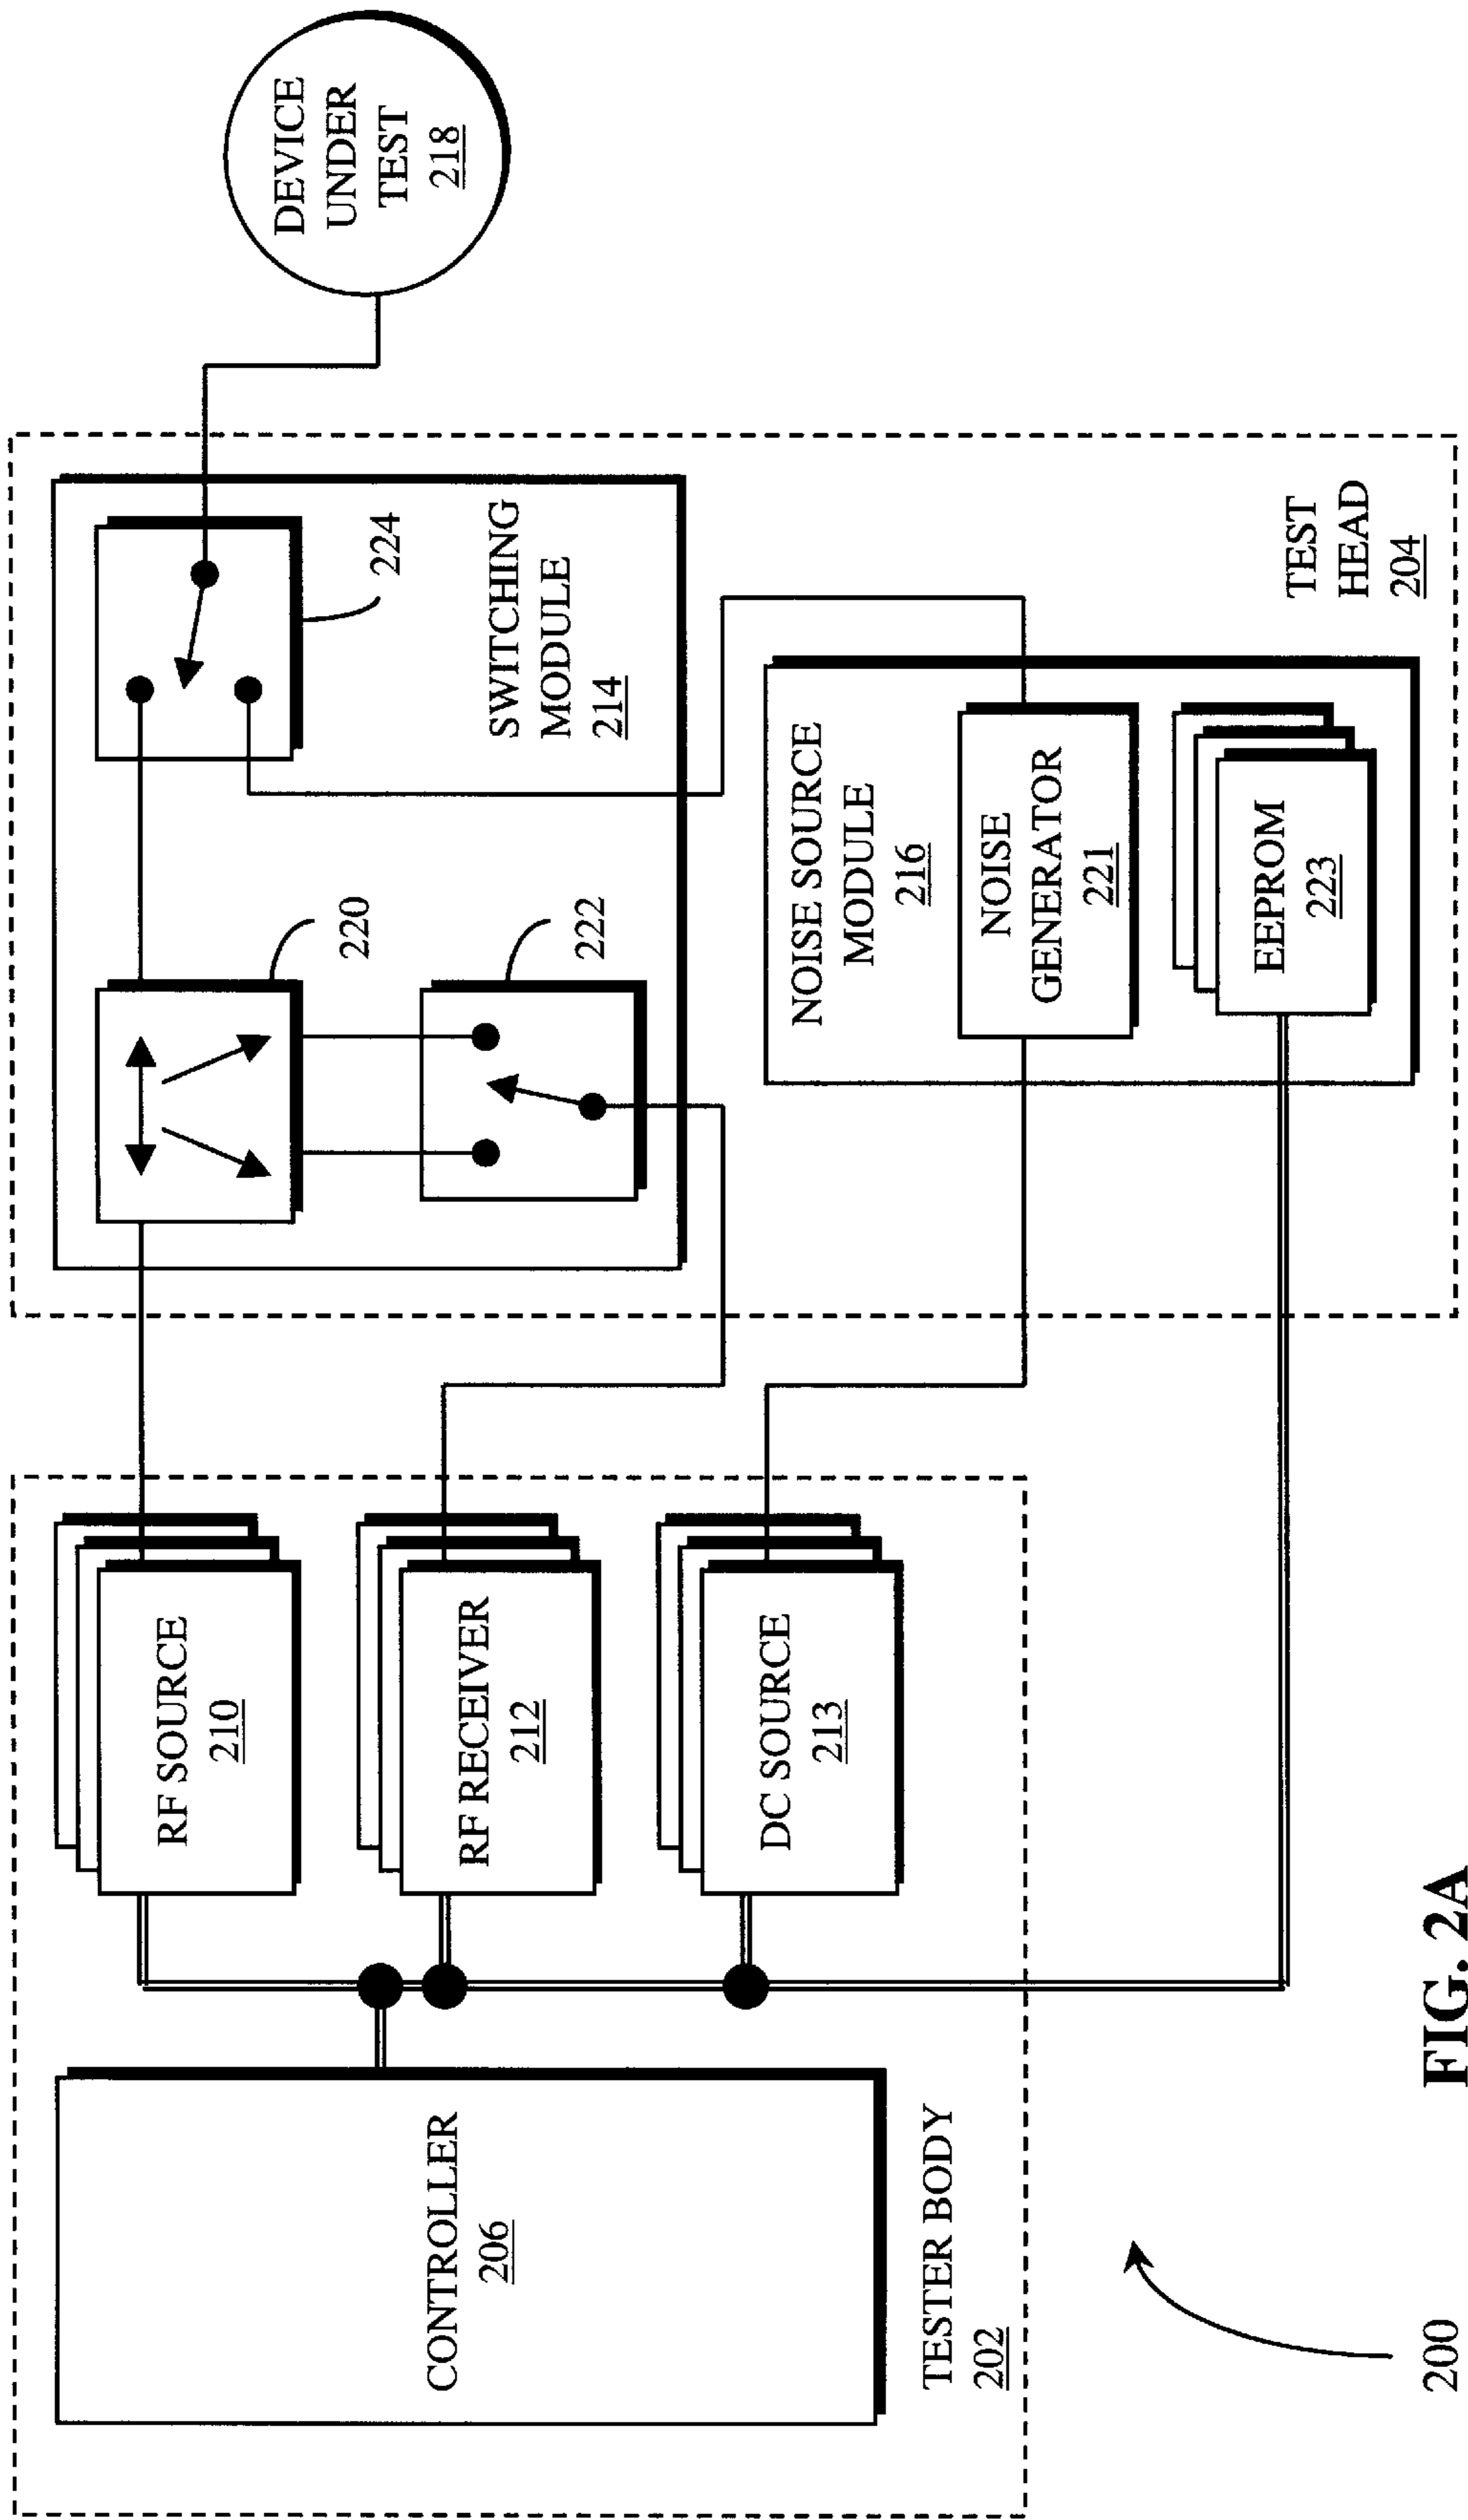 CONTROLLER
206
TESTER BODY
202
RF SOURCE
210
RF RECEIVER
212
DC SOURCE
213
220
222
224
SWITCHING
MODULE
214
NOISE SOURCE
MODULE
216
NOISE
GENERATOR
221
EEPROM
223
TEST
HEAD
204
DEVICE
UNDER
TEST
218
200
FIG. 2A